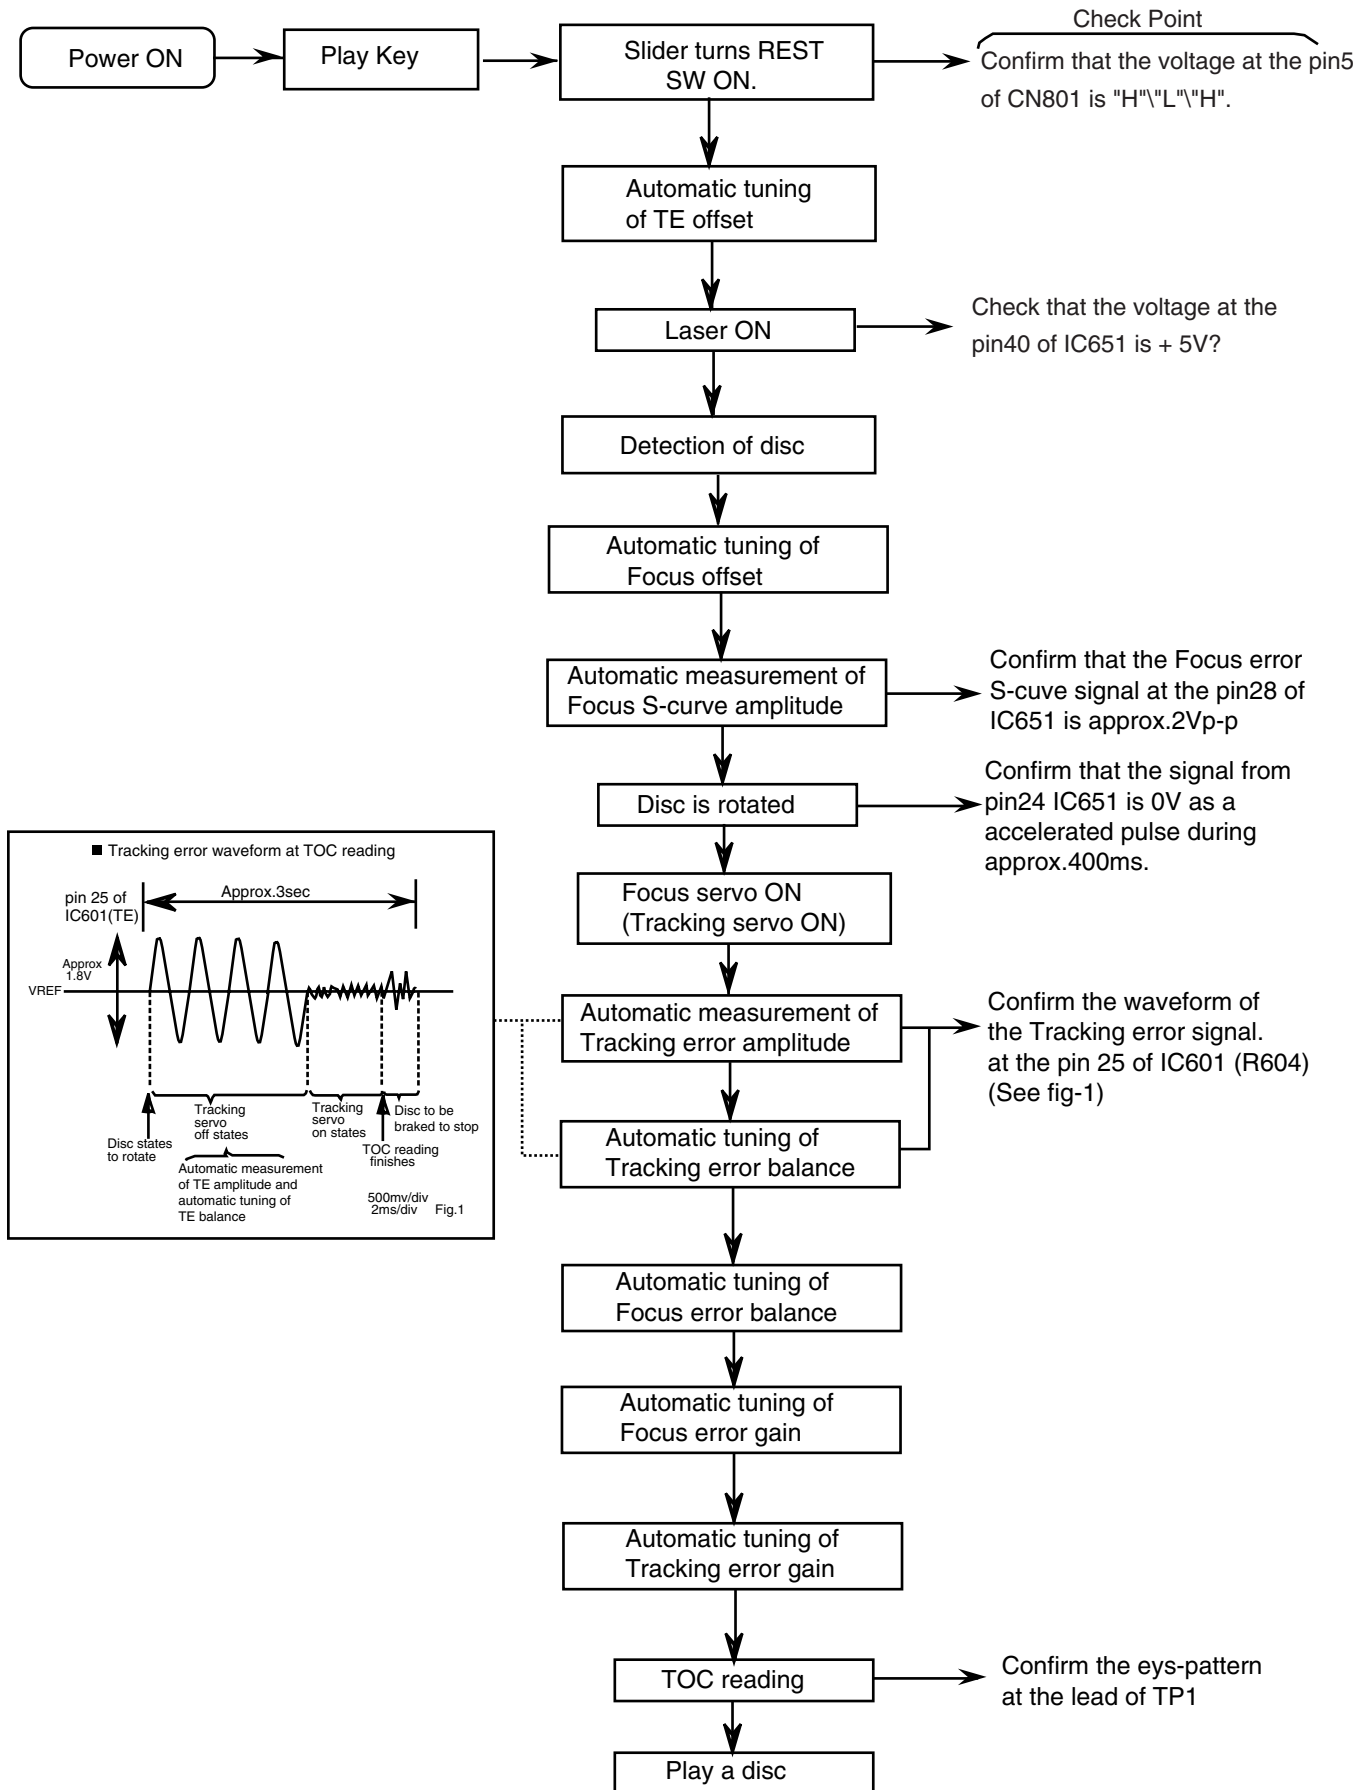 Check Point
Power ON
Play Key
Slider turns REST
SW ON.
Confirm that the voltage at the pin5
of CN801 is "H"\"L"\"H".
Automatic tuning
of TE offset
Laser ON
Check that the voltage at the
pin40 of IC651 is + 5V?
Detection of disc
Automatic tuning of
Focus offset
Automatic measurement of
Focus S-curve amplitude
Confirm that the Focus error
S-cuve signal at the pin28 of
IC651 is approx.2Vp-p
Disc is rotated
Confirm that the signal from
pin24 IC651 is 0V as a
accelerated pulse during
approx.400ms.
Focus servo ON
(Tracking servo ON)
■ Tracking error waveform at TOC reading
pin 25 of
IC601(TE)
Approx.3sec
Approx
1.8V
VREF
Disc states
to rotate
Tracking
servo
off states
Tracking
servo
on states
Disc to be
braked to stop
TOC reading
finishes
Automatic measurement
of TE amplitude and
automatic tuning of
TE balance
500mv/div
2ms/div
Fig.1
Automatic measurement of
Tracking error amplitude
Automatic tuning of
Tracking error balance
Confirm the waveform of
the Tracking error signal.
at the pin 25 of IC601 (R604)
(See fig-1)
Automatic tuning of
Focus error balance
Automatic tuning of
Focus error gain
Automatic tuning of
Tracking error gain
TOC reading
Confirm the eys-pattern
at the lead of TP1
Play a disc